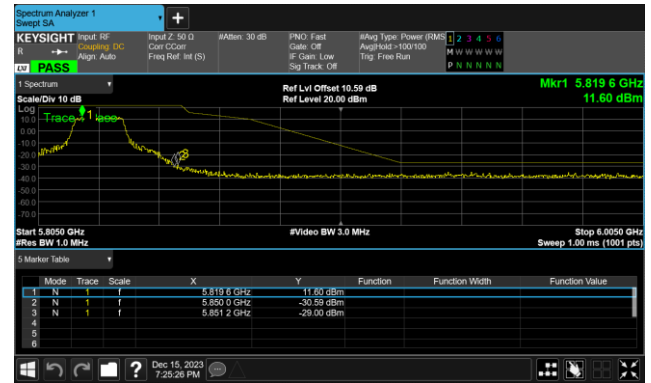 Spectrum Analyzer 1
Swept SA
+
KEYSIGHT Input: RF Input Z: 50 Ω #Atten: 30 dB PNO: Fast #Avg Type: Power (RMS 1 2 3 4 5 6
R Coupling: DC Corr CCorr Gate: Off Avg|Hold:>100/100 M W W W W W
Align: Auto Freq Ref: Int (S) IF Gain: Low Trig: Free Run
LXI PASS Sig Track: Off P N N N N N
1 Spectrum Ref Lvl Offset 10.59 dB Mkr1 5.819 6 GHz
Scale/Div 10 dB Ref Level 20.00 dBm 11.60 dBm
Log
10.0 Trace 1 Pass
0.00
-10.0
-20.0
-30.0
-40.0
-50.0
-60.0
-70.0
Start 5.8050 GHz #Video BW 3.0 MHz Stop 6.0050 GHz
#Res BW 1.0 MHz Sweep 1.00 ms (1001 pts)
5 Marker Table
Mode Trace Scale X Y Function Function Width Function Value
1 N 1 f 5.819 6 GHz 11.60 dBm
2 N 1 f 5.850 0 GHz -30.59 dBm
3 N 1 f 5.851 2 GHz -29.00 dBm
4
5
6
? Dec 15, 2023
7:25:26 PM